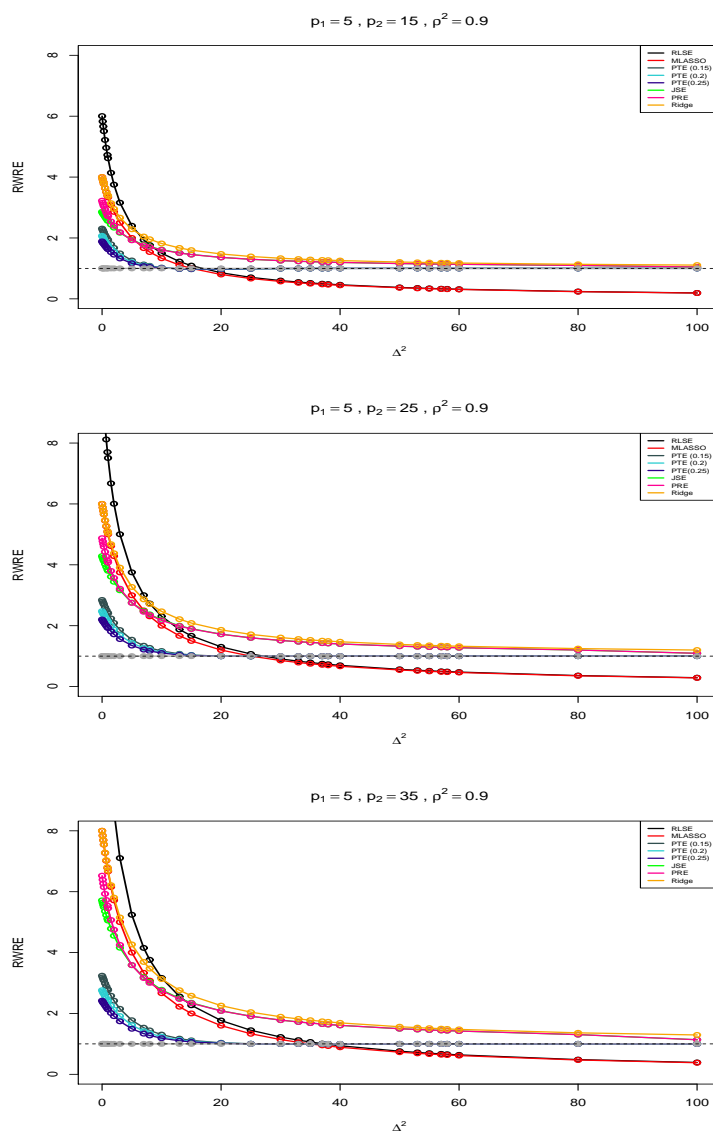 p₁ = 5 , p₂ = 15 , ρ² = 0.9
RWRE
8
6
4
2
0
RLSE
MLASSO
PTE (0.15)
PTE (0.2)
PTE(0.25)
JSE
PRE
Ridge
0 20 40 60 80 100
Δ²
p₁ = 5 , p₂ = 25 , ρ² = 0.9
RWRE
8
6
4
2
0
RLSE
MLASSO
PTE (0.15)
PTE (0.2)
PTE(0.25)
JSE
PRE
Ridge
0 20 40 60 80 100
Δ²
p₁ = 5 , p₂ = 35 , ρ² = 0.9
RWRE
8
6
4
2
0
RLSE
MLASSO
PTE (0.15)
PTE (0.2)
PTE(0.25)
JSE
PRE
Ridge
0 20 40 60 80 100
Δ²